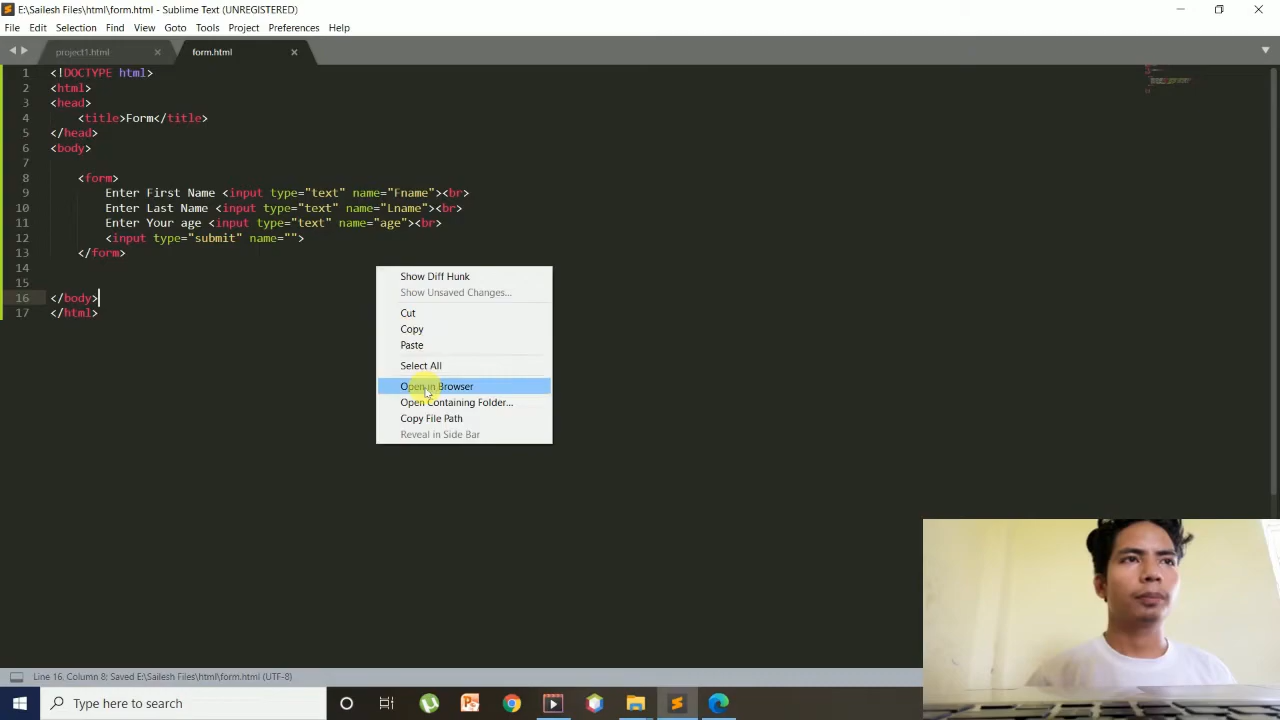 E:\Sailesh Files\html\form.html - Sublime Text (UNREGISTERED)
File Edit Selection Find View Goto Tools Project Preferences Help
project1.html × form.html ×
1 <!DOCTYPE html>
2 <html>
3 <head>
4 <title>Form</title>
5 </head>
6 <body>
7
8 <form>
9 Enter First Name <input type="text" name="Fname"><br>
10 Enter Last Name <input type="text" name="Lname"><br>
11 Enter Your age <input type="text" name="age"><br>
12 <input type="submit" name="">
13 </form>
14
15
16 </body>
17 </html>
Show Diff Hunk
Show Unsaved Changes...
Cut
Copy
Paste
Select All
Open in Browser
Open Containing Folder...
Copy File Path
Reveal in Side Bar
Line 16, Column 8; Saved E:\Sailesh Files\html\form.html (UTF-8)
Type here to search